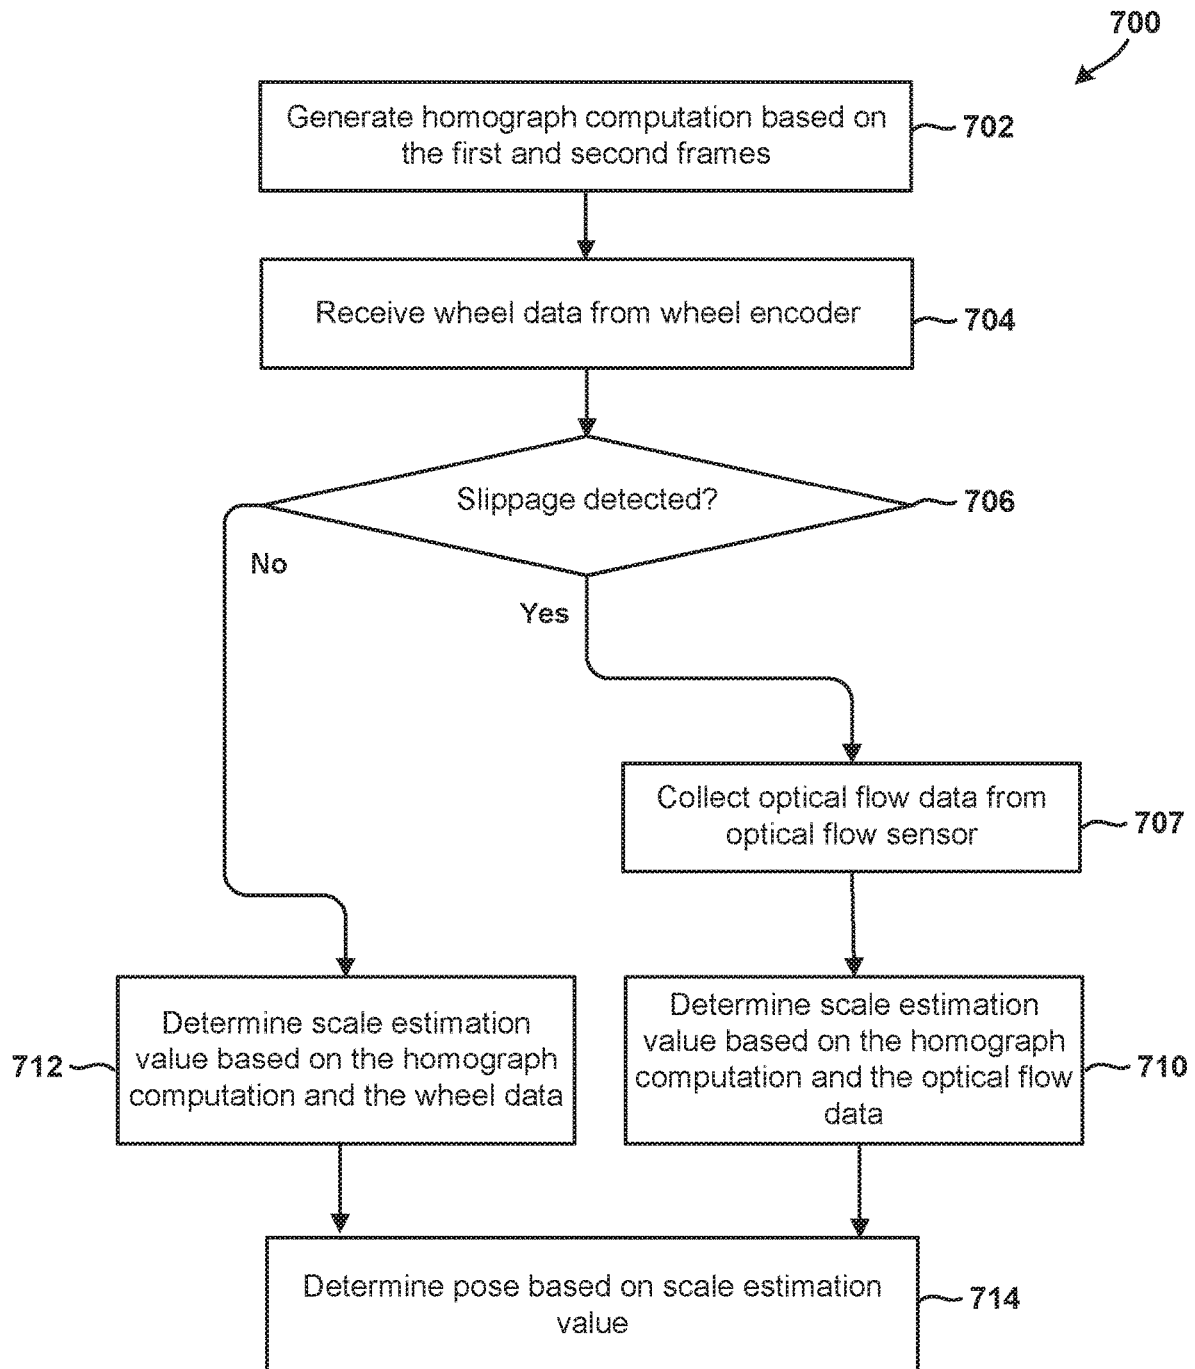 700
Generate homograph computation based on
the first and second frames
702
Receive wheel data from wheel encoder
704
Slippage detected?
706
No
Yes
Collect optical flow data from
optical flow sensor
707
Determine scale estimation
value based on the homograph
computation and the wheel data
712
Determine scale estimation
value based on the homograph
computation and the optical flow
data
710
Determine pose based on scale estimation
value
714